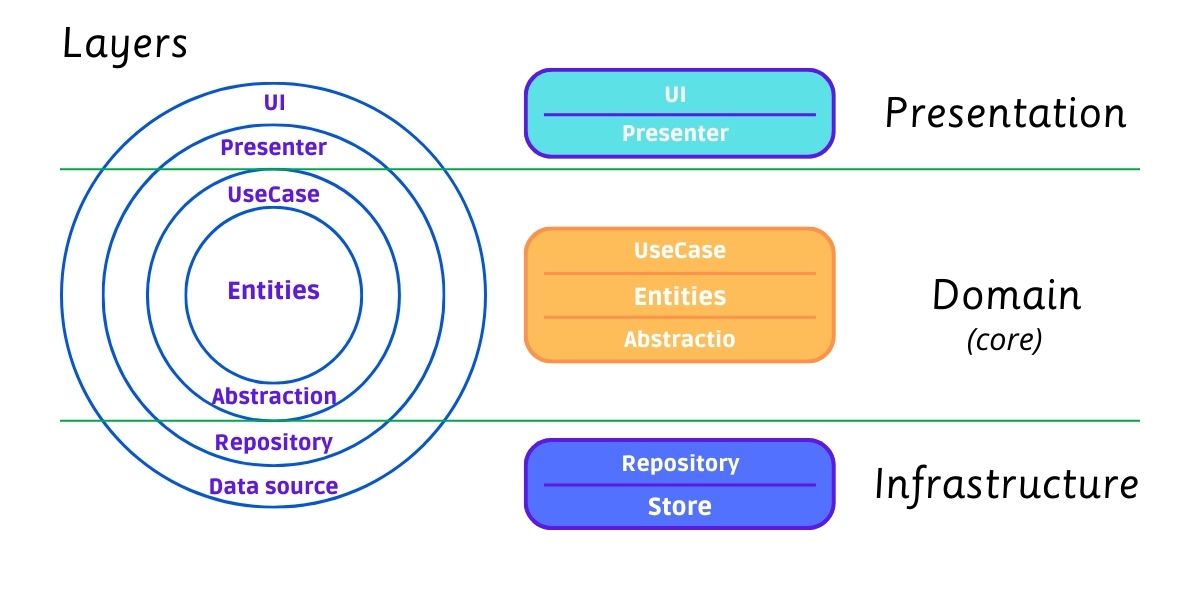 Layers
UI
Presenter
UseCase
Entities
Abstraction
Repository
Data source
UI
Presenter
UseCase
Entities
Abstractio
Repository
Store
Presentation
Domain
(core)
Infrastructure